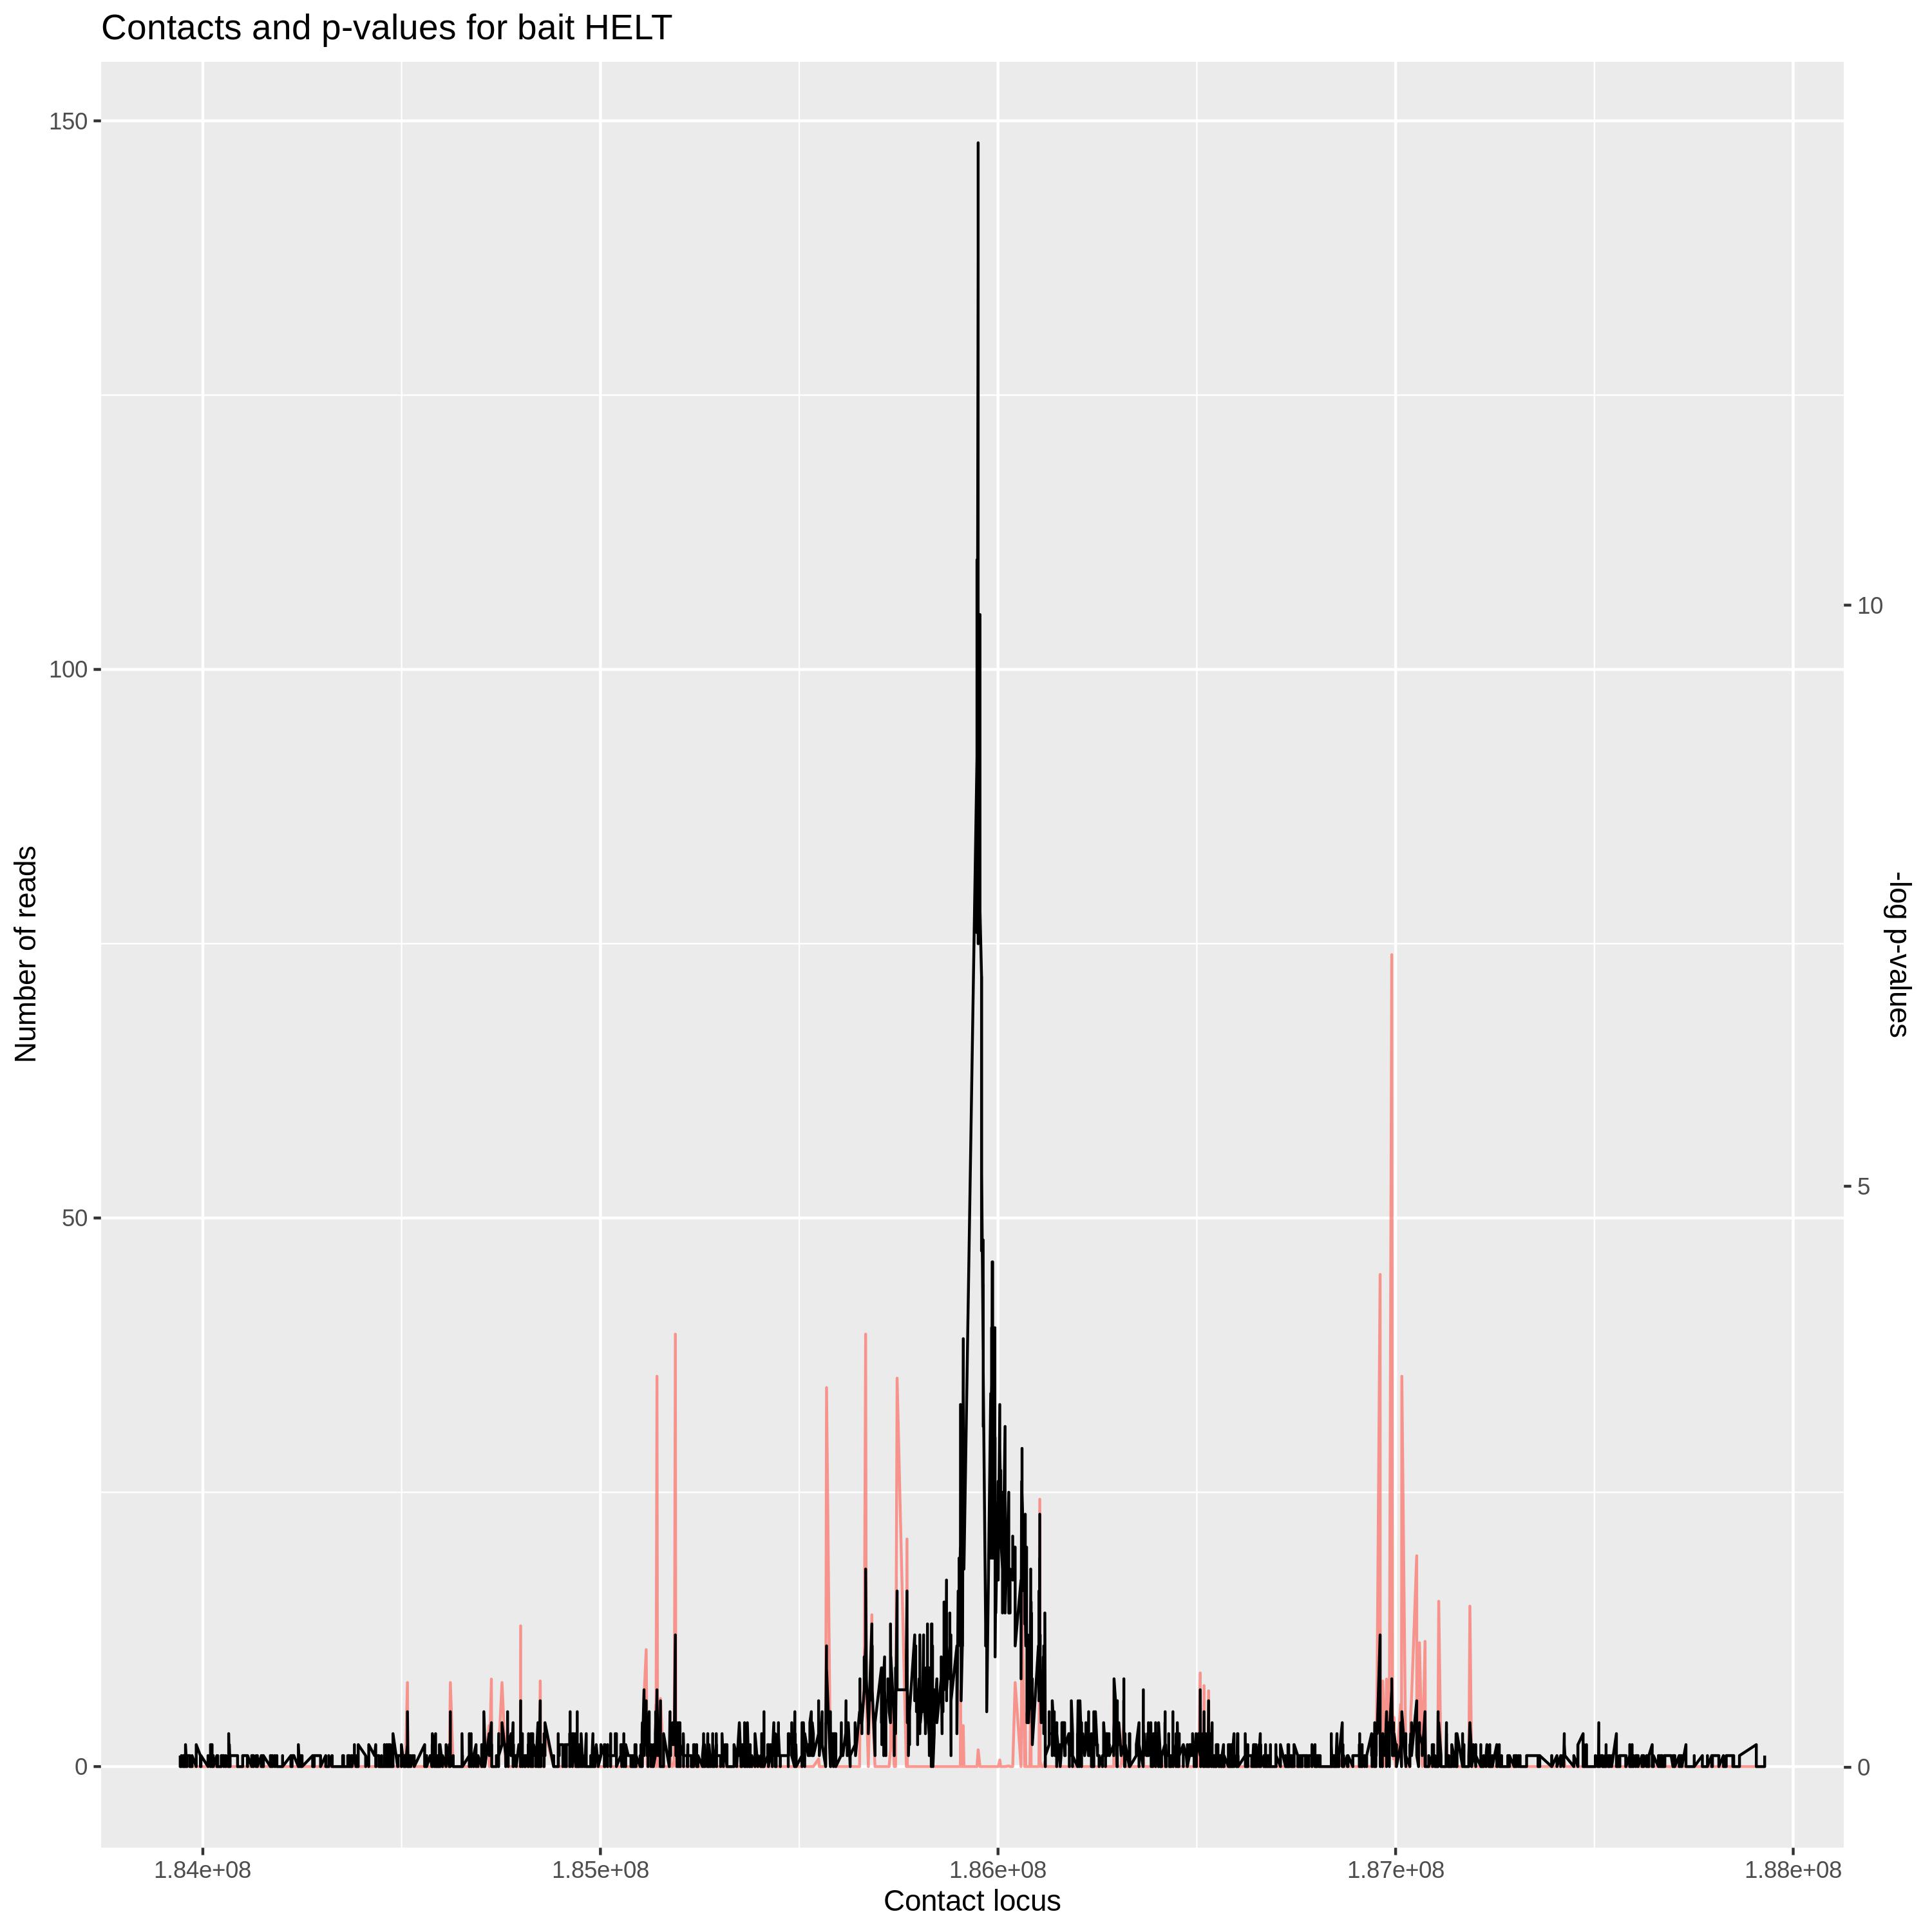 Contacts and p-values for bait HELT
150
100
50
0
Number of reads
10
5
0
-log p-values
1.84e+08
1.85e+08
1.86e+08
1.87e+08
1.88e+08
Contact locus